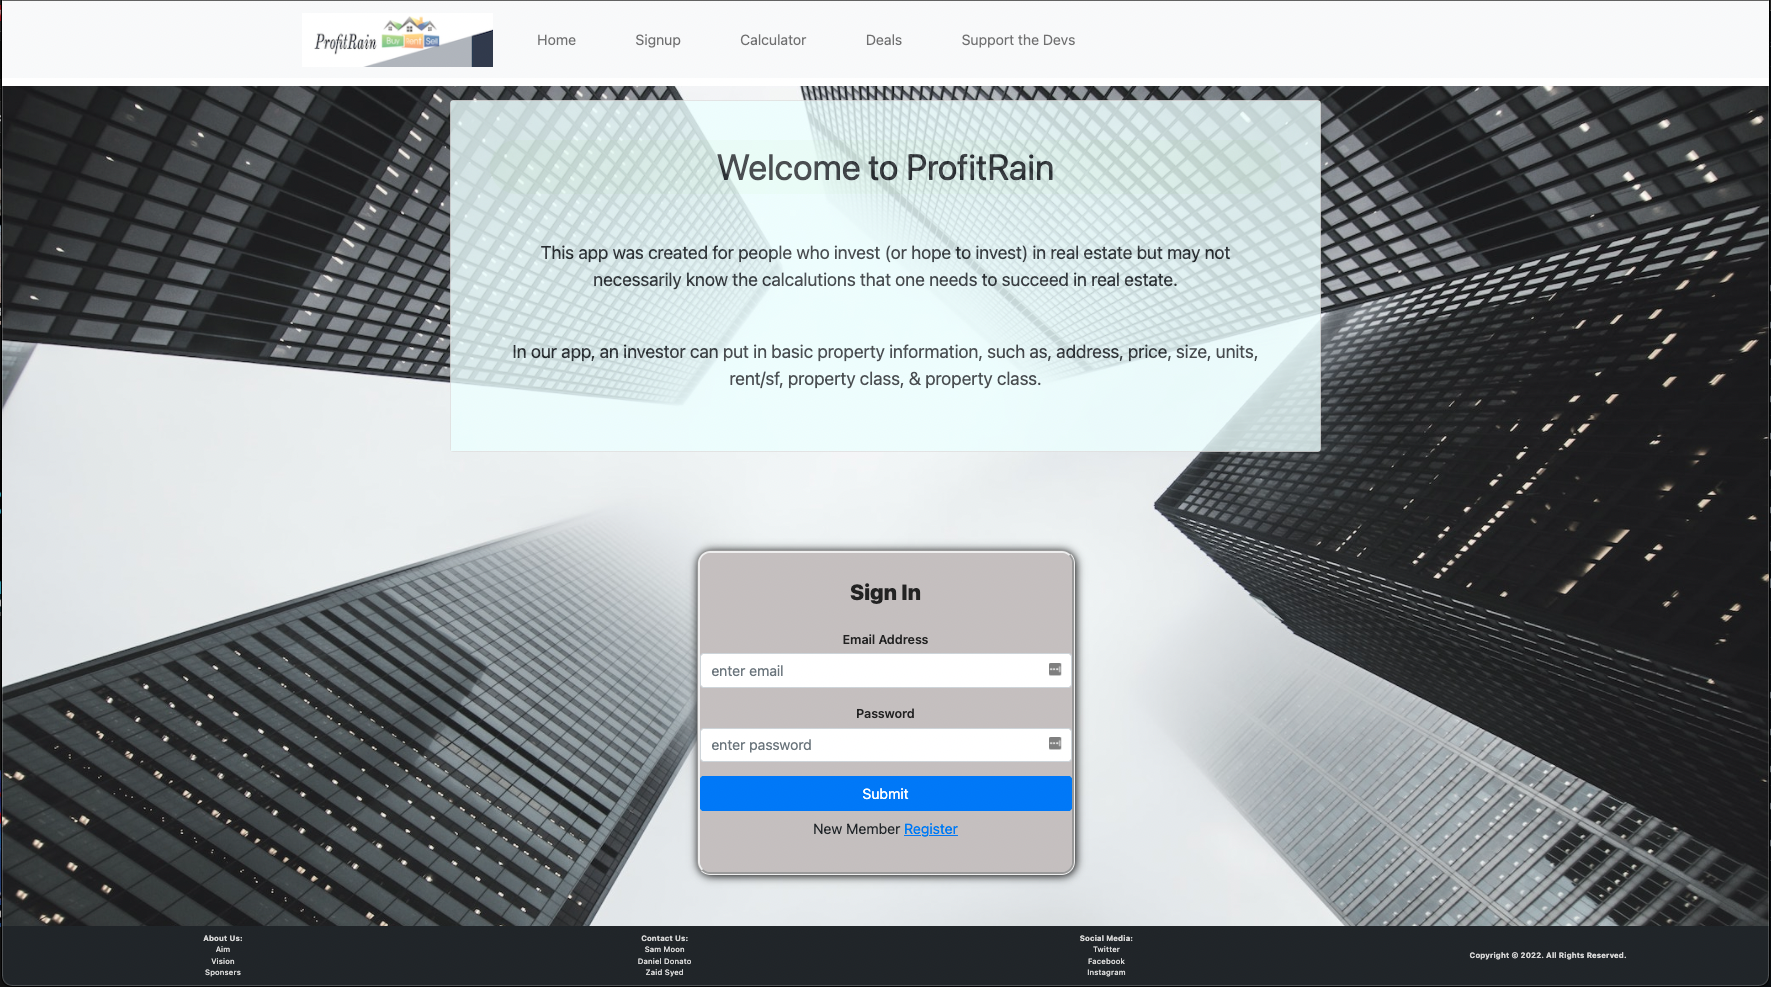 ProfitRain
Buy Rent Sell
Home
Signup
Calculator
Deals
Support the Devs
Welcome to ProfitRain
This app was created for people who invest (or hope to invest) in real estate but may not
necessarily know the calcalutions that one needs to succeed in real estate.
In our app, an investor can put in basic property information, such as, address, price, size, units,
rent/sf, property class, & property class.
Sign In
Email Address
enter email
Password
enter password
Submit
New Member Register
About Us:
Aim
Vision
Sponsers
Contact Us:
Sam Moon
Daniel Donato
Zaid Syed
Social Media:
Twitter
Facebook
Instagram
Copyright © 2022. All Rights Reserved.